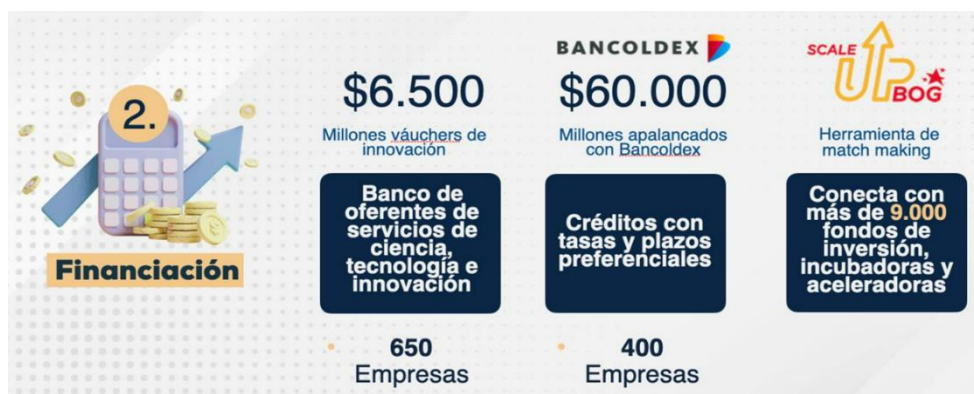 2.
Financiación
$6.500
Millones váuchers de
innovación
Banco de
oferentes de
servicios de
ciencia,
tecnología e
innovación
650
Empresas
BANCOLDEX
$60.000
Millones apalancados
con Bancoldex
Créditos con
tasas y plazos
preferenciales
400
Empresas
SCALE
UP
BOG
Herramienta de
match making
Conecta con
más de 9.000
fondos de
inversión,
incubadoras y
aceleradoras